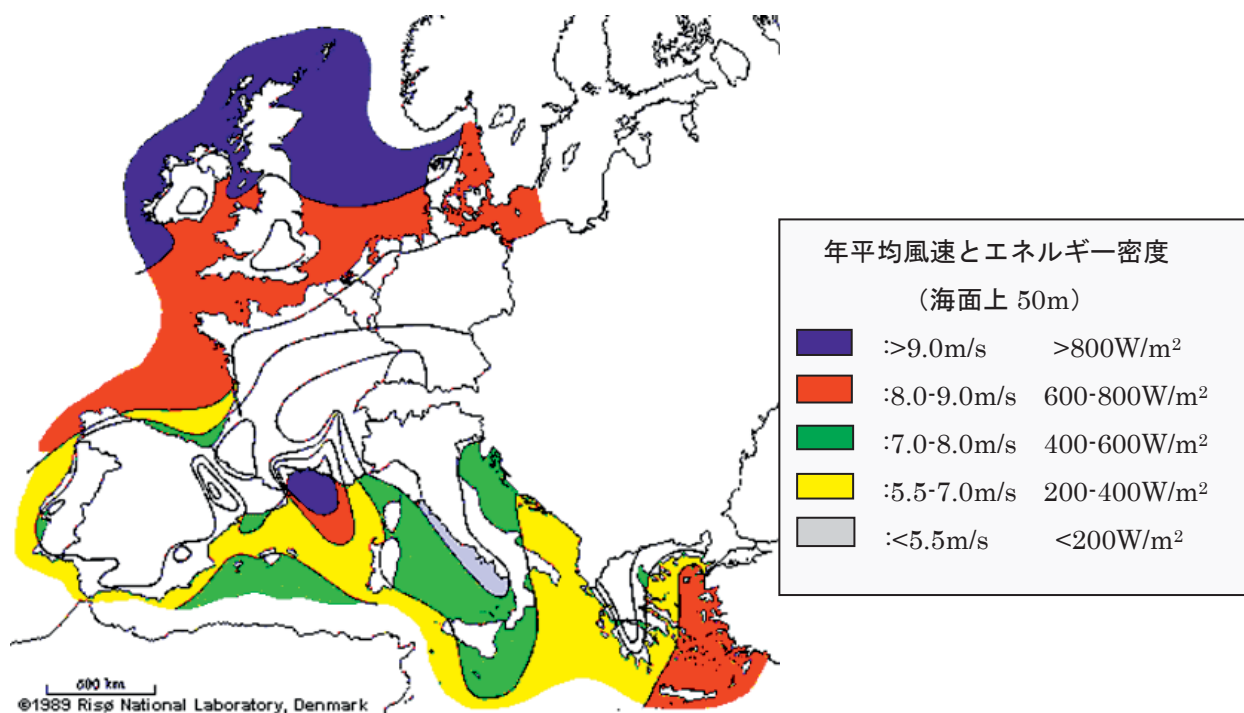 年平均風速とエネルギー密度
（海面上 50m）
:>9.0m/s >800W/m²
:8.0-9.0m/s 600-800W/m²
:7.0-8.0m/s 400-600W/m²
:5.5-7.0m/s 200-400W/m²
:<5.5m/s <200W/m²
500 km
©1989 Risø National Laboratory, Denmark